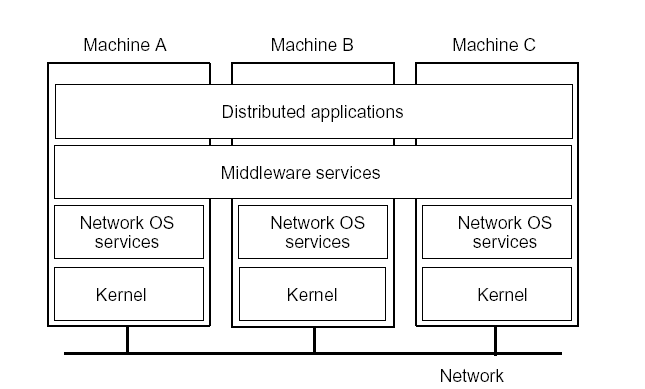 Machine A
Machine B
Machine C
Distributed applications
Middleware services
Network OS
services
Network OS
services
Network OS
services
Kernel
Kernel
Kernel
Network